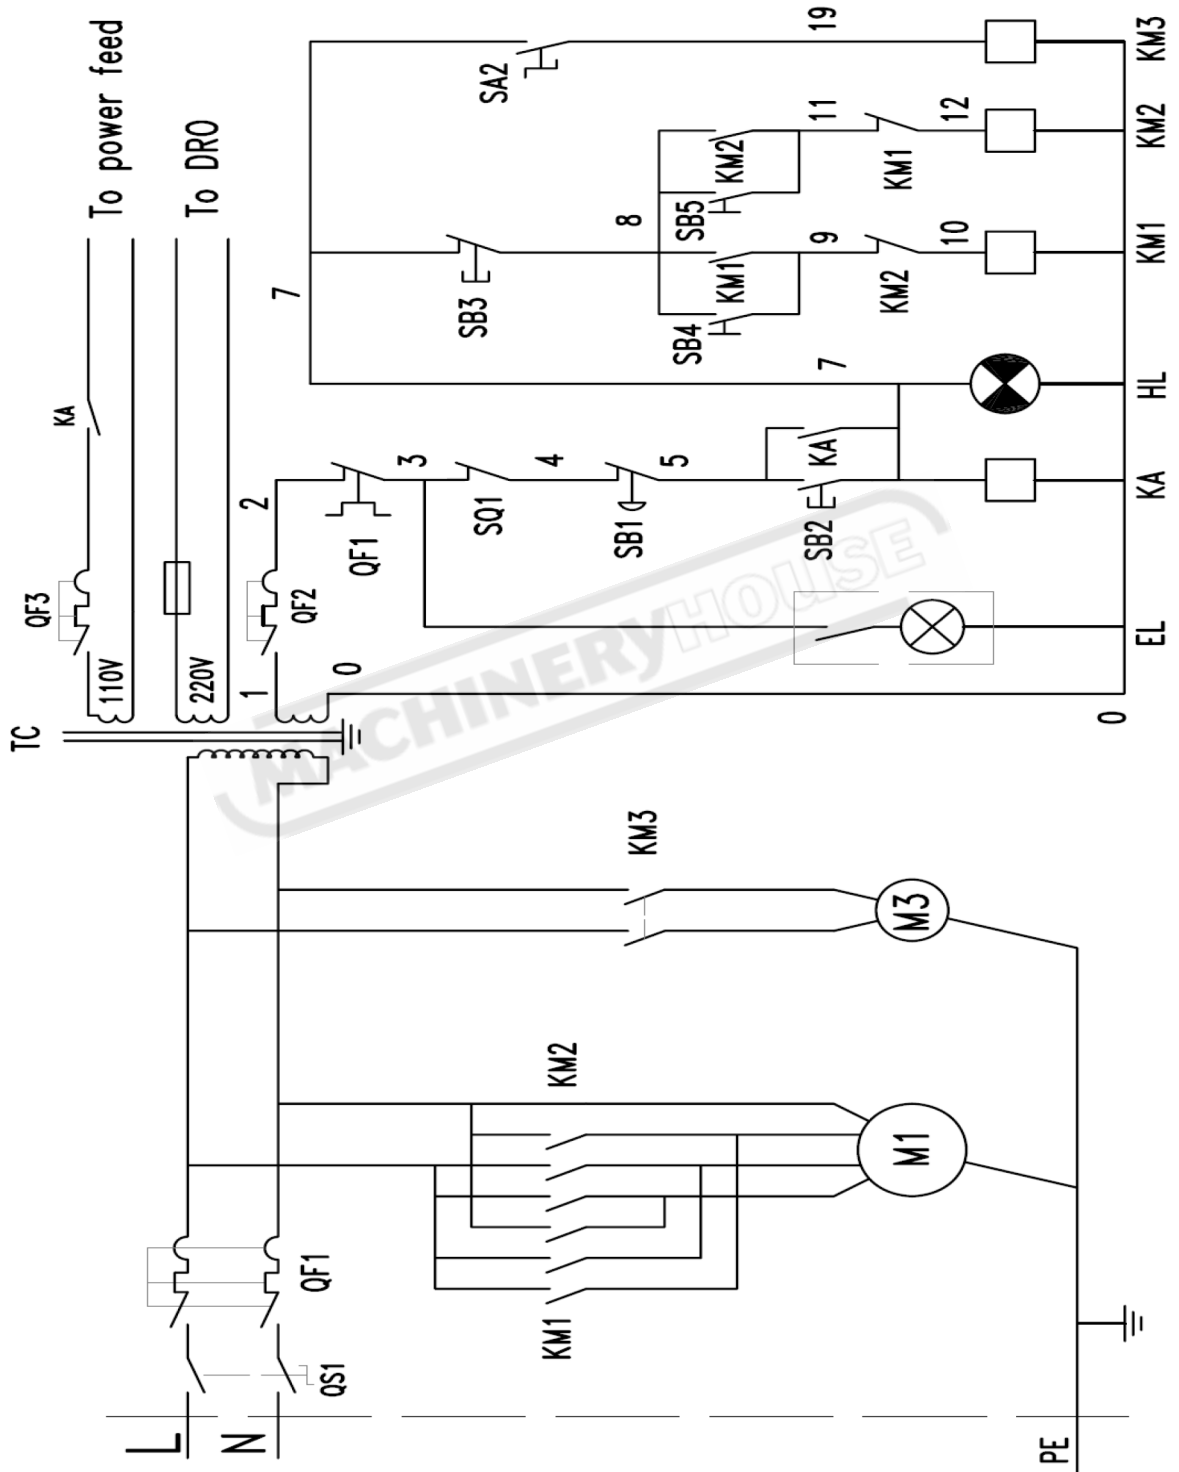 TC
QF3
KA
To power feed
110V
L
220V
To DRO
N
1
2
7
QS1
QF1
QF2
0
QF1
3
SQ1
SB3
SA2
4
KM1
KM2
KM3
SB1
5
8
SB4
KM1
SB5
KM2
MACHINERYHOUSE
SB2
KA
7
9
11
19
KM2
KM1
M1
M3
10
12
PE
0
EL
KA
HL
KM1
KM2
KM3